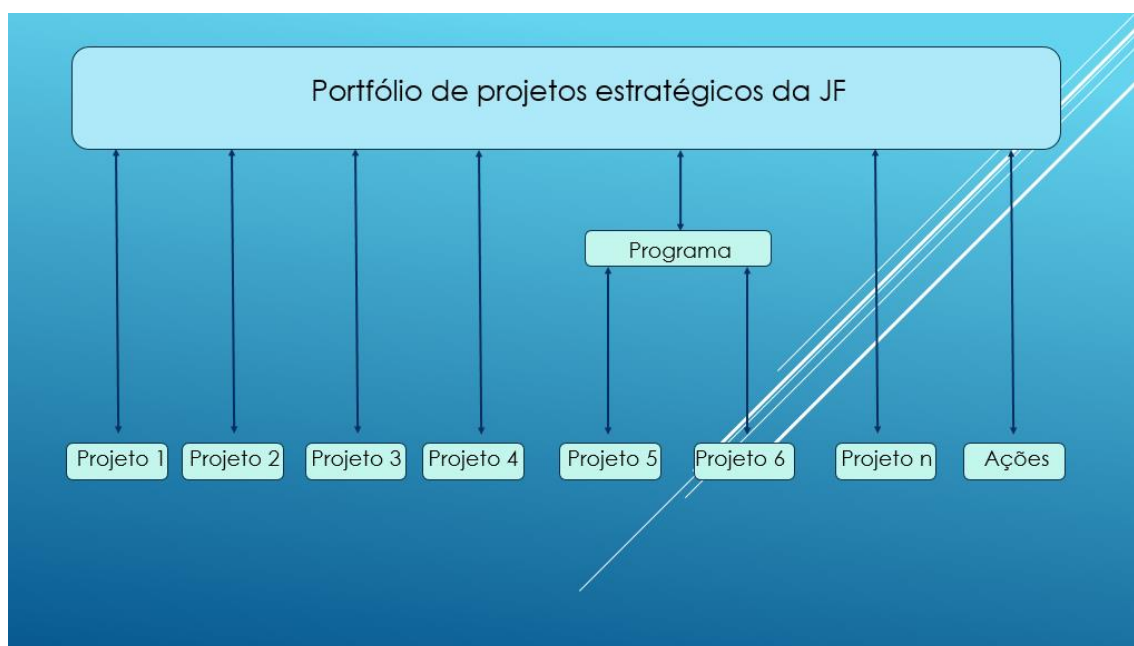 Portfólio de projetos estratégicos da JF
Programa
Projeto 1
Projeto 2
Projeto 3
Projeto 4
Projeto 5
Projeto 6
Projeto n
Ações